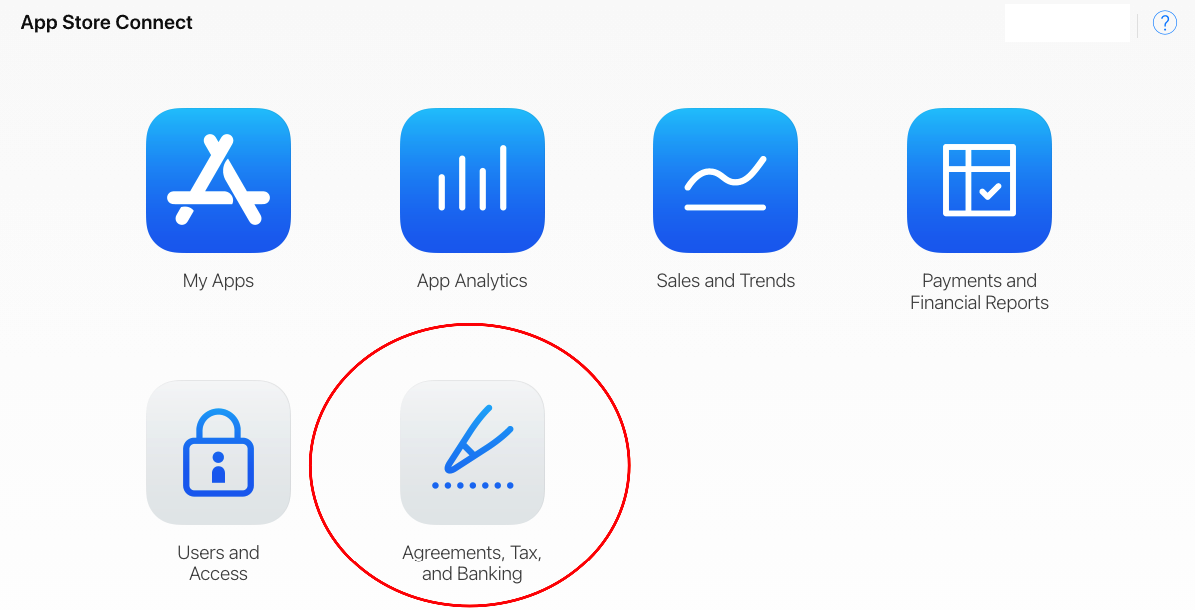 App Store Connect
?
My Apps
App Analytics
Sales and Trends
Payments and
Financial Reports
Users and
Access
Agreements, Tax,
and Banking